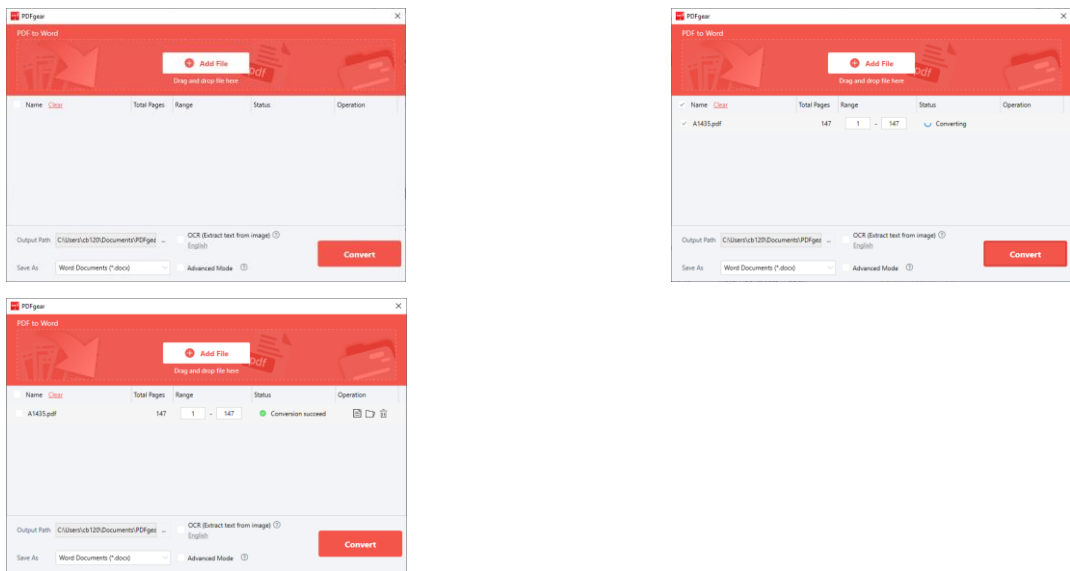 PDFgear
PDF to Word
Add File
Drag and drop file here
pdf
Name Clear Total Pages Range Status Operation
Output Path C:\Users\cb120\Documents\PDFgea ...
OCR (Extract text from image)
English
Save As Word Documents (*.docx) Advanced Mode
Convert
PDFgear
PDF to Word
Add File
Drag and drop file here
pdf
Name Clear Total Pages Range Status Operation
A1435.pdf 147 1 - 147 Converting
Output Path C:\Users\cb120\Documents\PDFgea ...
OCR (Extract text from image)
English
Save As Word Documents (*.docx) Advanced Mode
Convert
PDFgear
PDF to Word
Add File
Drag and drop file here
pdf
Name Clear Total Pages Range Status Operation
A1435.pdf 147 1 - 147 Conversion succeed
Output Path C:\Users\cb120\Documents\PDFgea ...
OCR (Extract text from image)
English
Save As Word Documents (*.docx) Advanced Mode
Convert